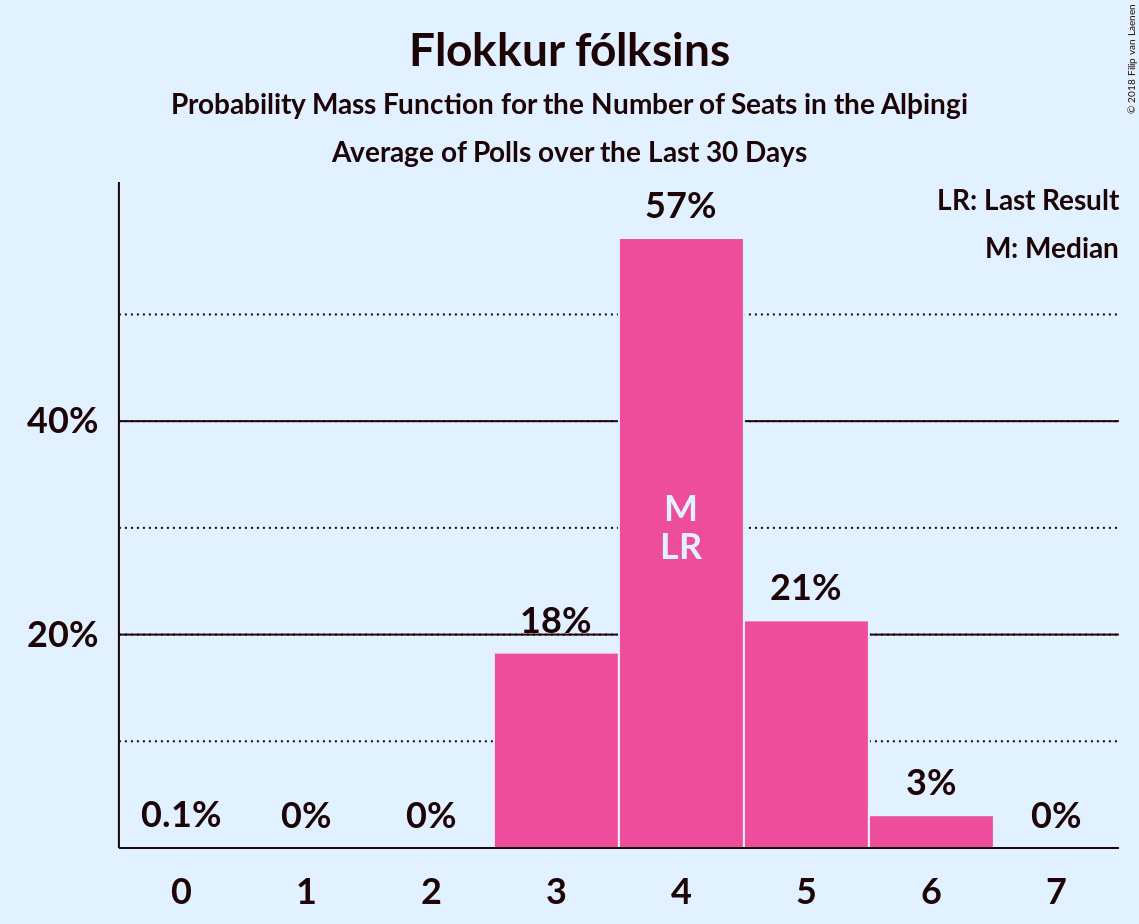 Flokkur fólksins
Probability Mass Function for the Number of Seats in the Alþingi
Average of Polls over the Last 30 Days
© 2018 Filip van Laenen
LR: Last Result
M: Median
57%
40%
M
LR
21%
18%
20%
3%
0.1%
0%
0%
0%
0 1 2 3 4 5 6 7